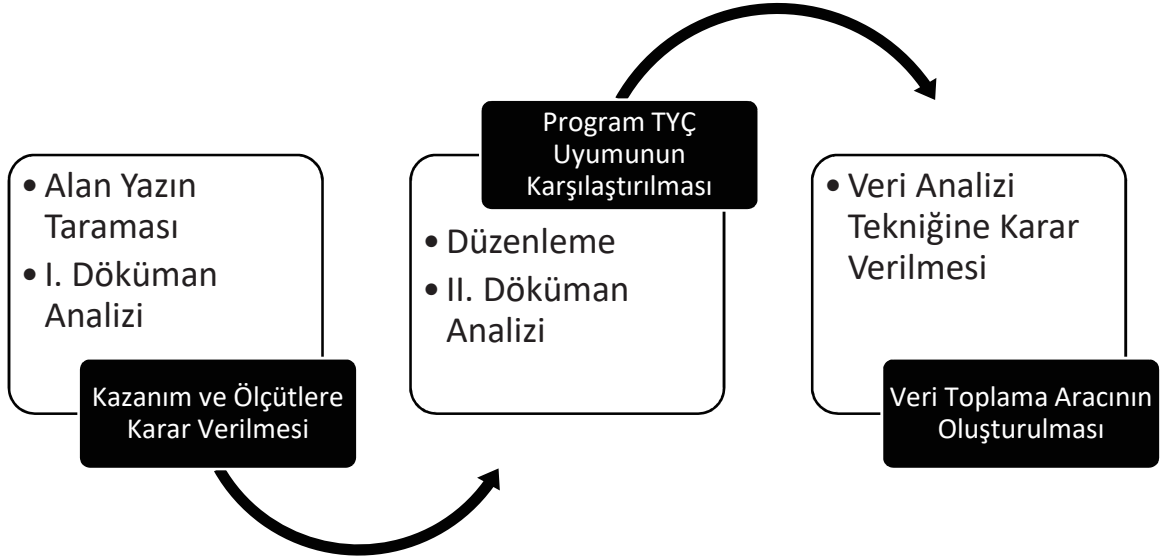 • Alan Yazın
Taraması
• I. Döküman
Analizi
Kazanım ve Ölçütlere
Karar Verilmesi
Program TYÇ
Uyumunun
Karşılaştırılması
• Düzenleme
• II. Döküman
Analizi
• Veri Analizi
Tekniğine Karar
Verilmesi
Veri Toplama Aracının
Oluşturulması